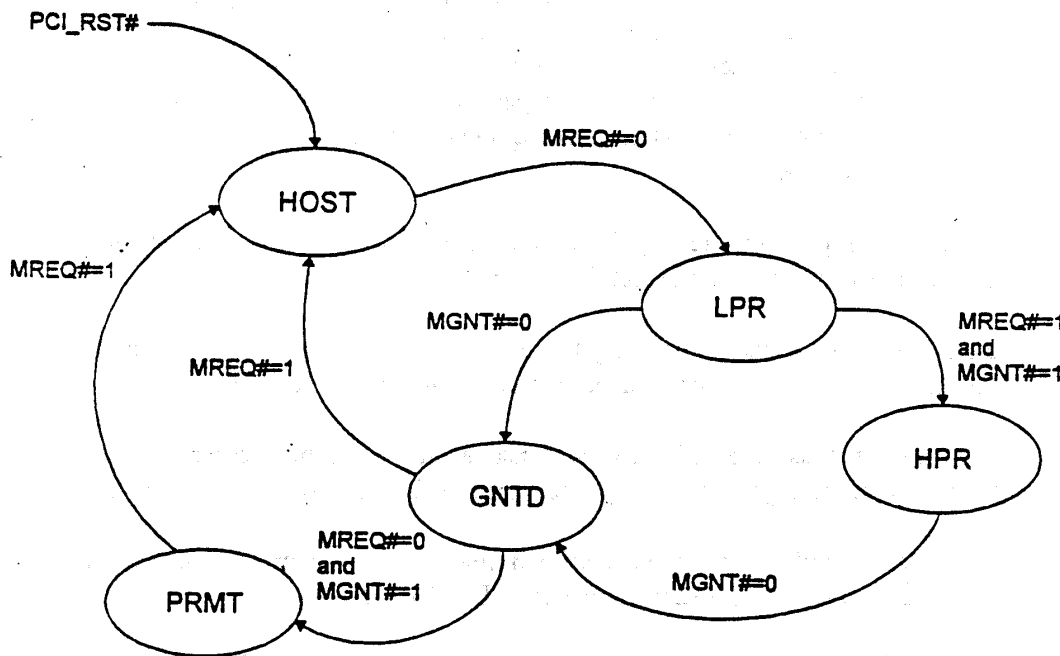 PCI_RST#
MREQ#=0
HOST
MREQ#=1
LPR
MGNT#=0
MREQ#=1
and
MGNT#=1
MREQ#=1
HPR
GNTD
MREQ#=0
and
MGNT#=1
MGNT#=0
PRMT